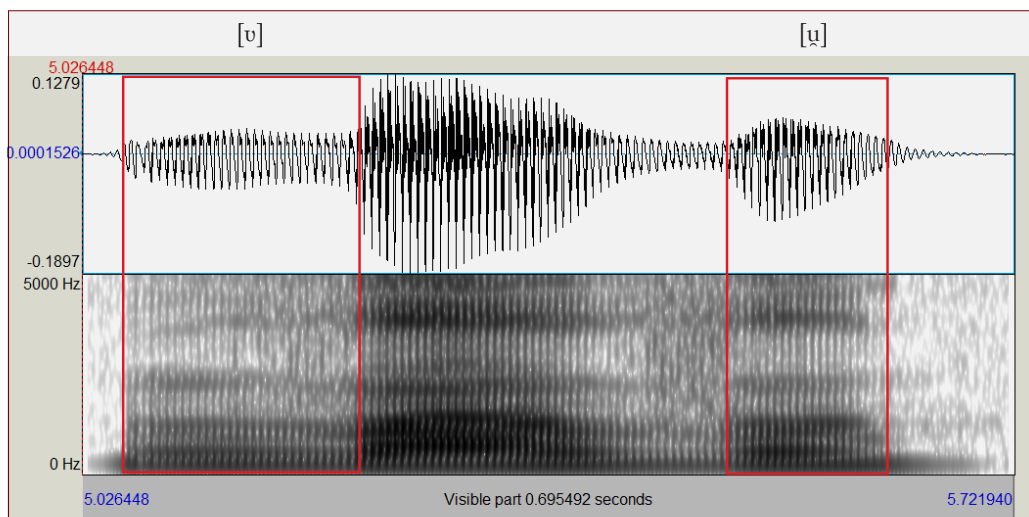 [ʋ] [ṵ]
5.026448
0.1279
0.0001526
-0.1897
5000 Hz
0 Hz
5.026448 Visible part 0.695492 seconds 5.721940